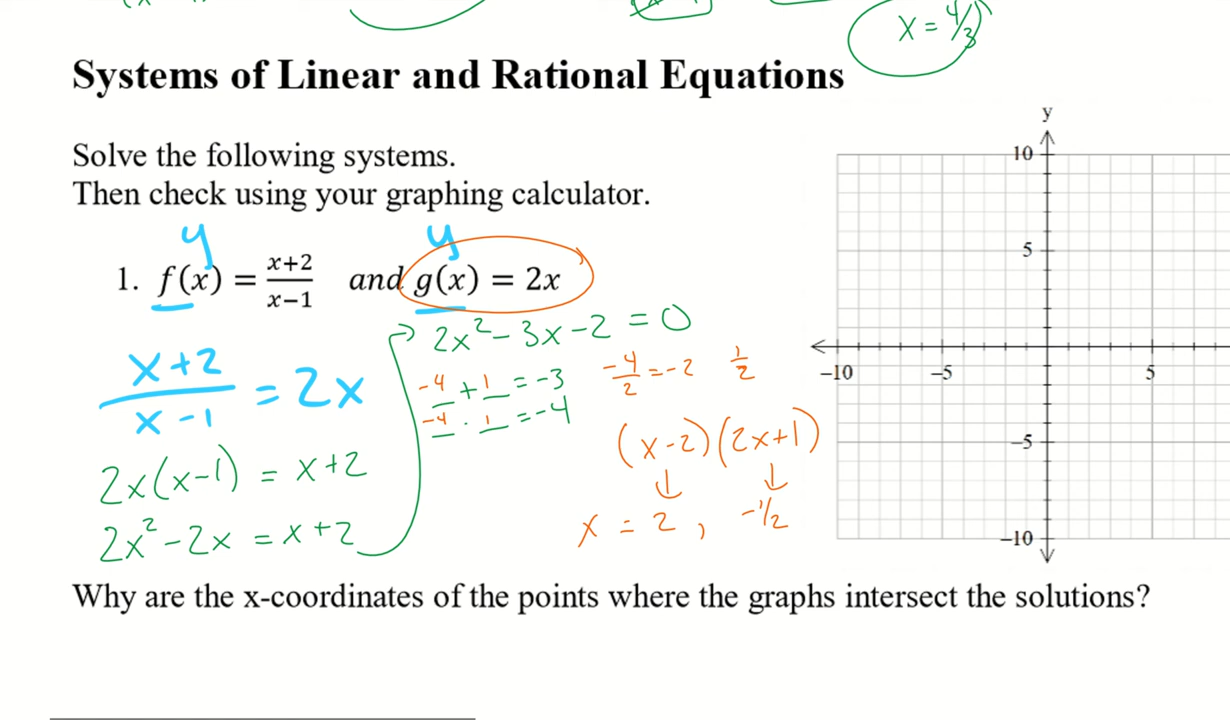 x = 4/3
Systems of Linear and Rational Equations
Solve the following systems.
Then check using your graphing calculator.
y y
1. f(x) = x+2/x−1 and g(x) = 2x
2x² − 3x − 2 = 0
x+2/x−1 = 2x
-4 + 1 = -3
-4 · 1 = -4
-4/2 = -2 1/2
(x−2)(2x+1)
2x(x−1) = x+2
2x² − 2x = x+2
x = 2, -1/2
y
10
5
−10 −5 5
−5
−10
Why are the x-coordinates of the points where the graphs intersect the solutions?